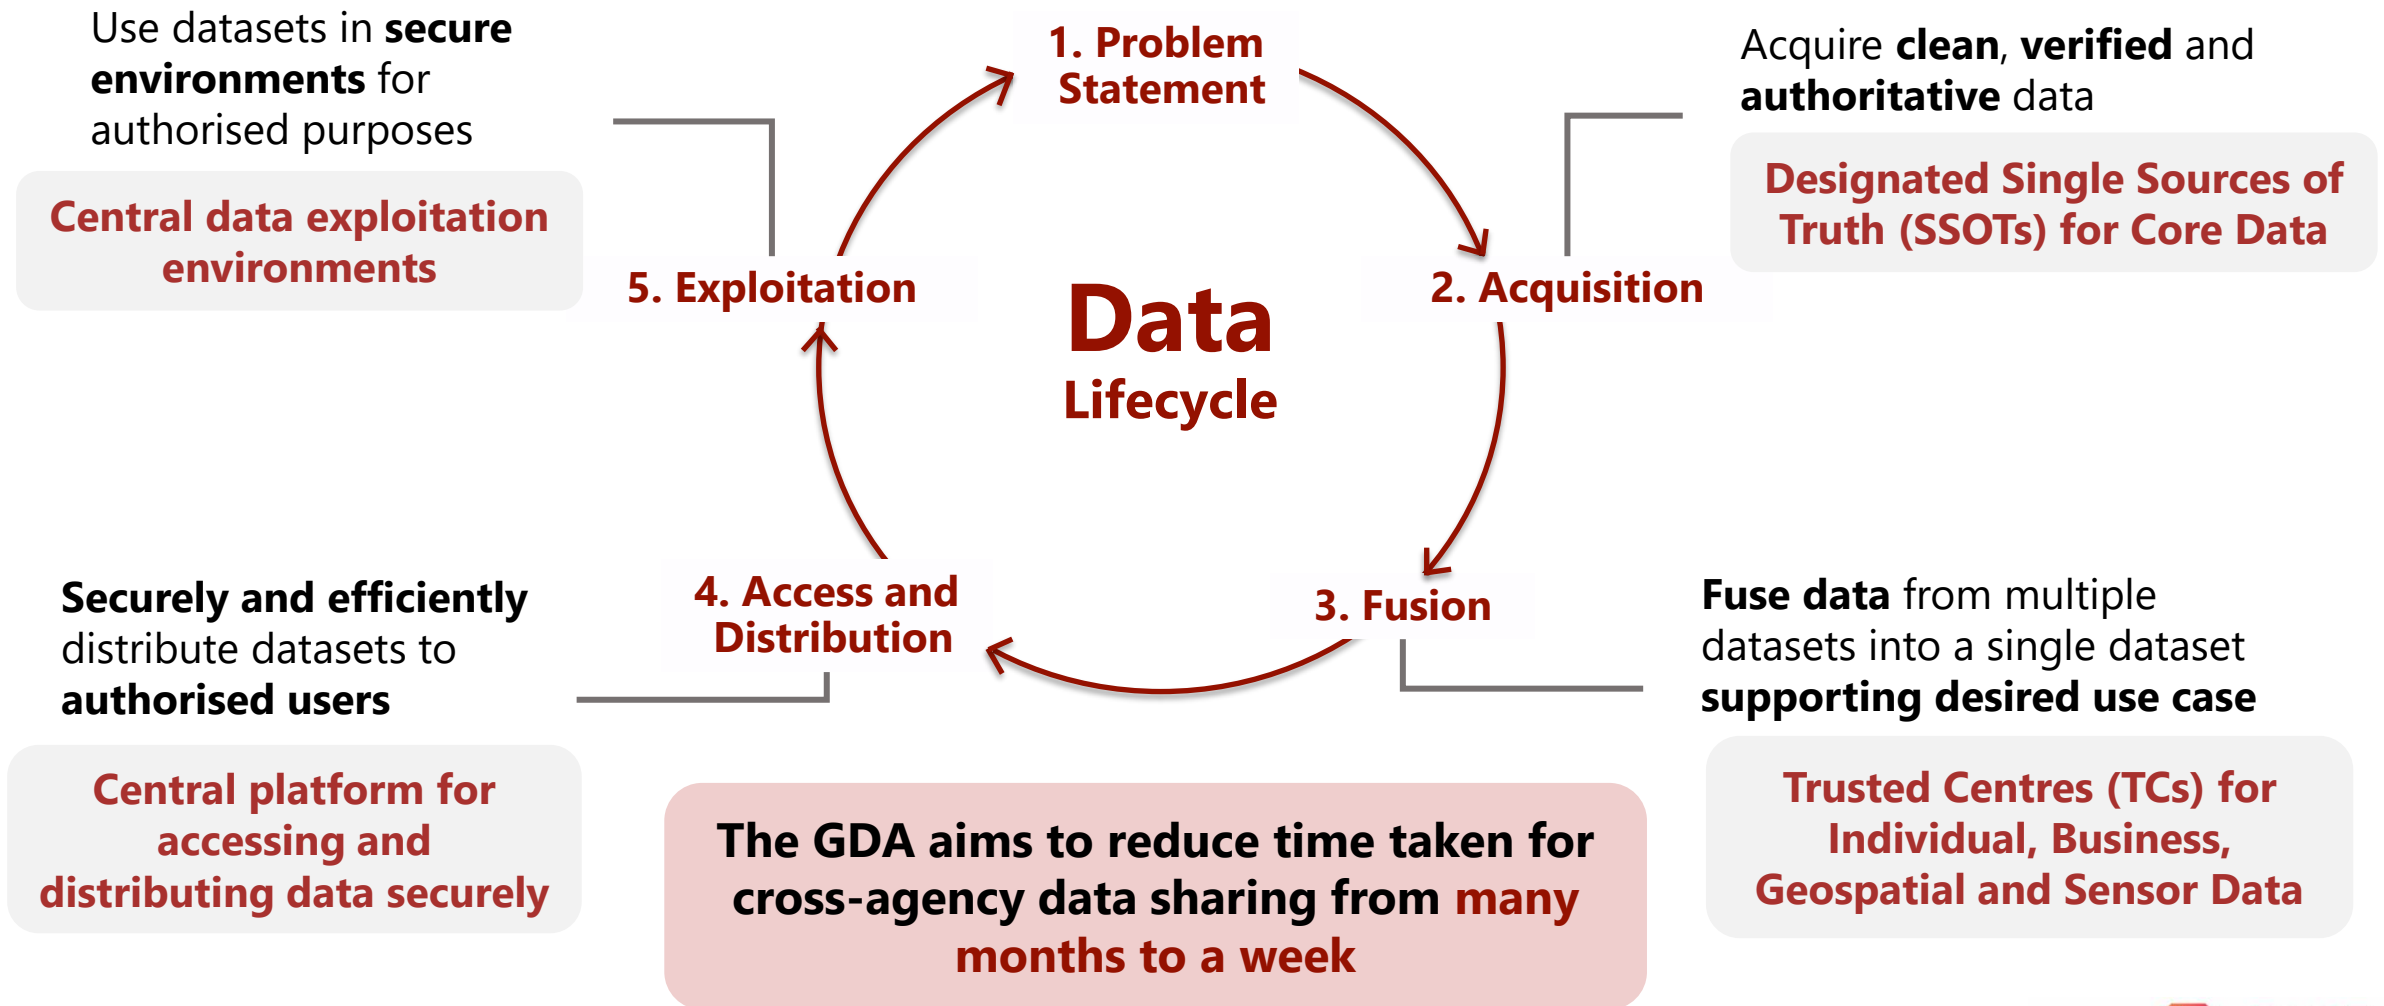 Use datasets in secure
environments for
authorised purposes
Central data exploitation
environments
1. Problem
Statement
Acquire clean, verified and
authoritative data
Designated Single Sources of
Truth (SSOTs) for Core Data
5. Exploitation
Data
Lifecycle
2. Acquisition
Securely and efficiently
distribute datasets to
authorised users
Central platform for
accessing and
distributing data securely
4. Access and
Distribution
3. Fusion
Fuse data from multiple
datasets into a single dataset
supporting desired use case
Trusted Centres (TCs) for
Individual, Business,
Geospatial and Sensor Data
The GDA aims to reduce time taken for
cross-agency data sharing from many
months to a week